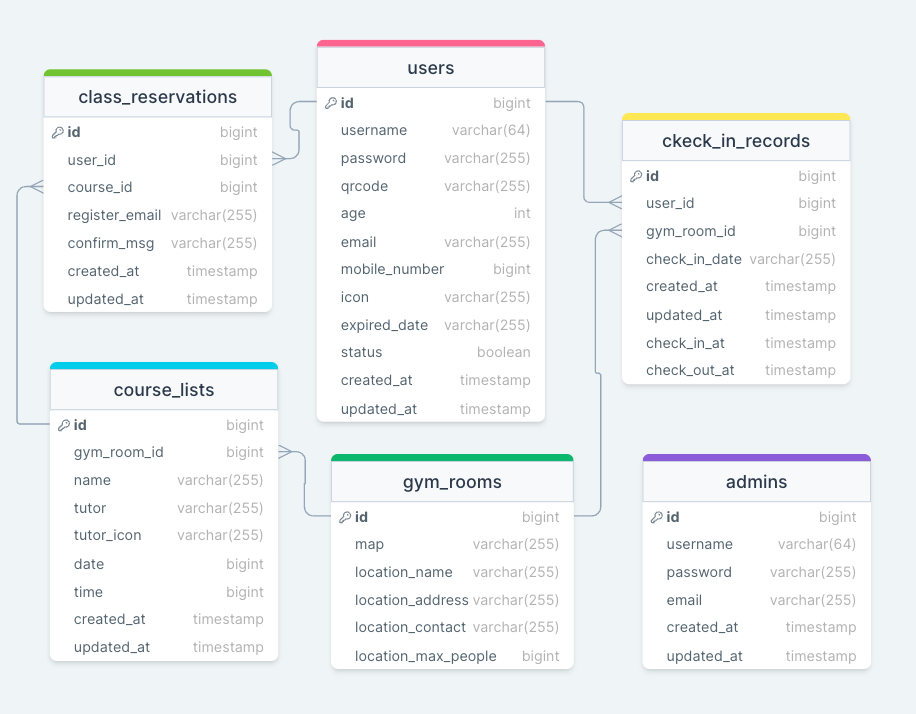 class_reservations
id bigint
user_id bigint
course_id bigint
register_email varchar(255)
confirm_msg varchar(255)
created_at timestamp
updated_at timestamp
users
id bigint
username varchar(64)
password varchar(255)
qrcode varchar(255)
age int
email varchar(255)
mobile_number bigint
icon varchar(255)
expired_date varchar(255)
status boolean
created_at timestamp
updated_at timestamp
ckeck_in_records
id bigint
user_id bigint
gym_room_id bigint
check_in_date varchar(255)
created_at timestamp
updated_at timestamp
check_in_at timestamp
check_out_at timestamp
course_lists
id bigint
gym_room_id bigint
name varchar(255)
tutor varchar(255)
tutor_icon varchar(255)
date bigint
time bigint
created_at timestamp
updated_at timestamp
gym_rooms
id bigint
map varchar(255)
location_name varchar(255)
location_address varchar(255)
location_contact varchar(255)
location_max_people bigint
admins
id bigint
username varchar(64)
password varchar(255)
email varchar(255)
created_at timestamp
updated_at timestamp